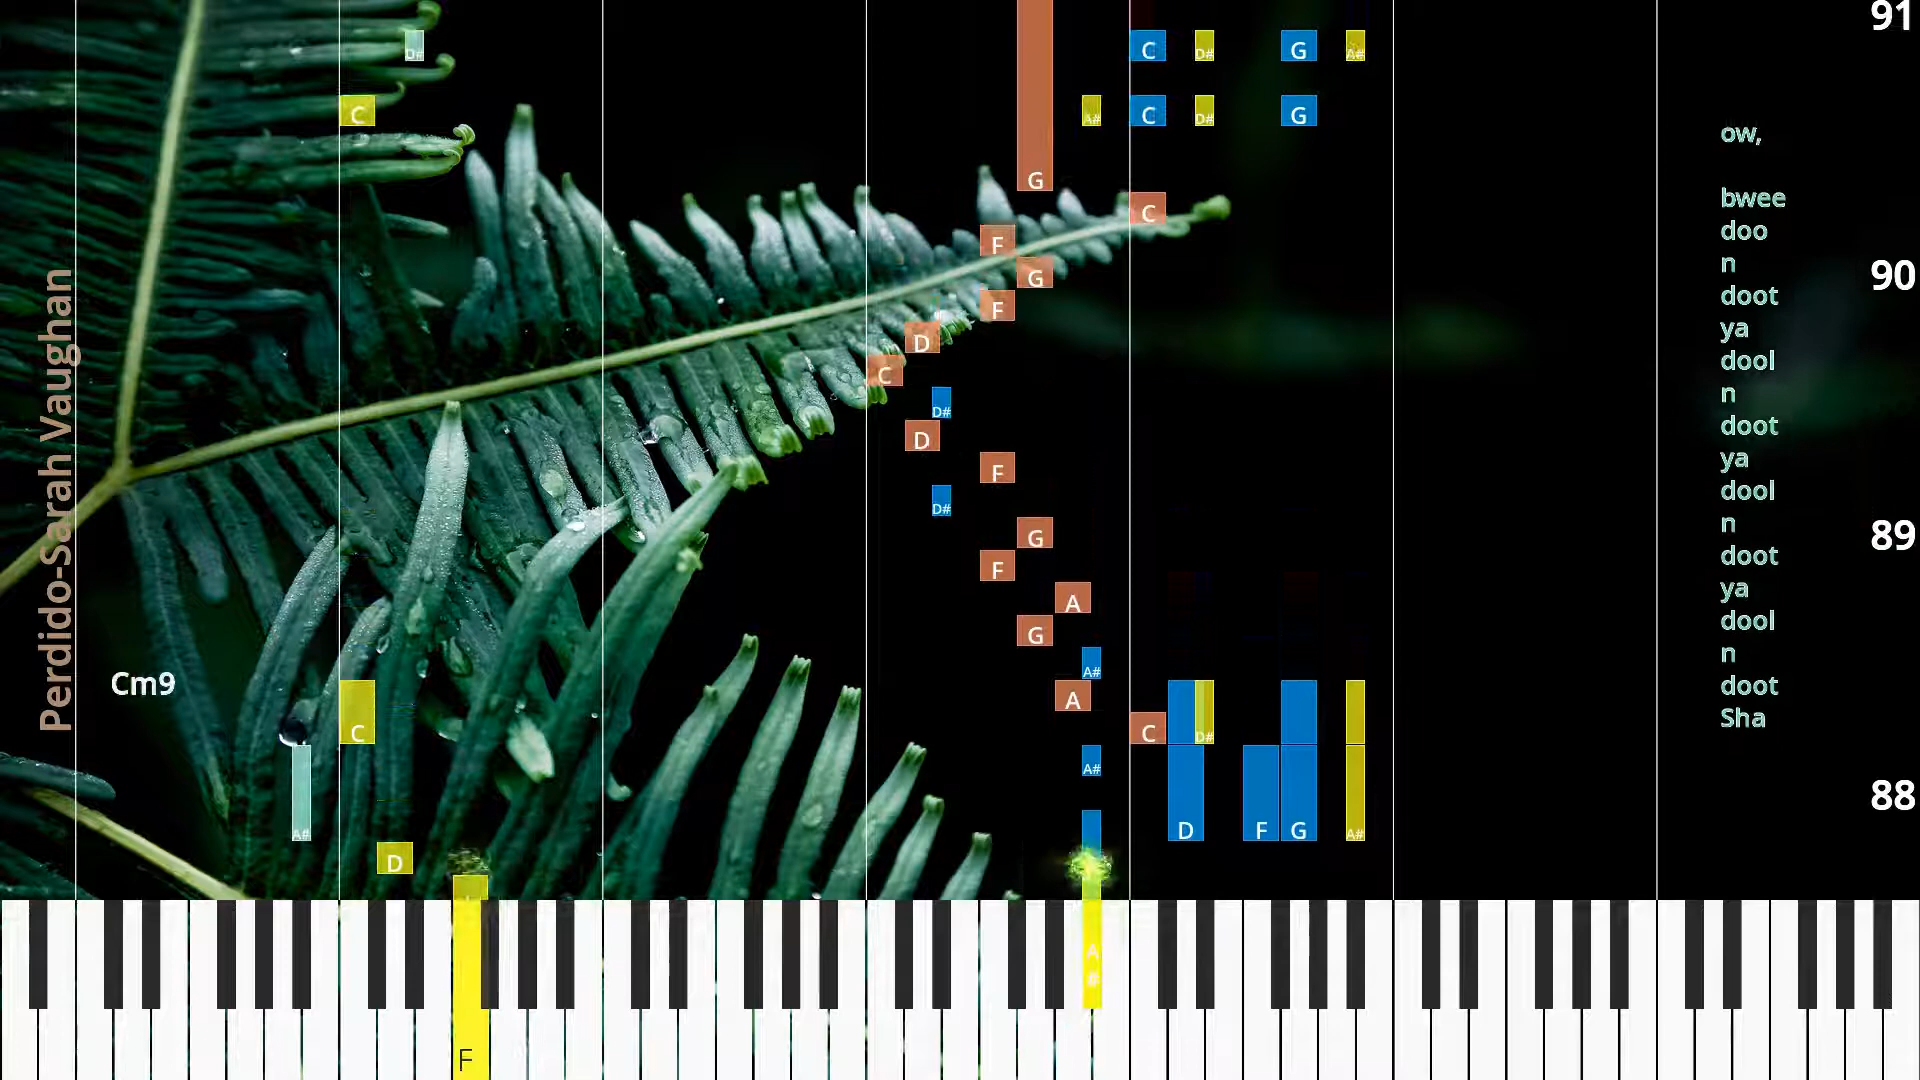 91
D#
C
D#
G
A#
C
A#
C
D#
G
ow,
G
bwee
C
doo
F
n
G
90
doot
F
ya
D
dool
C
n
D#
doot
D
ya
F
dool
D#
n
G
89
doot
F
ya
A
dool
G
n
A#
doot
Cm9
A
Sha
C
C
D#
A#
88
A#
D
F
G
A#
D
A
#
F
Perdido-Sarah Vaughan